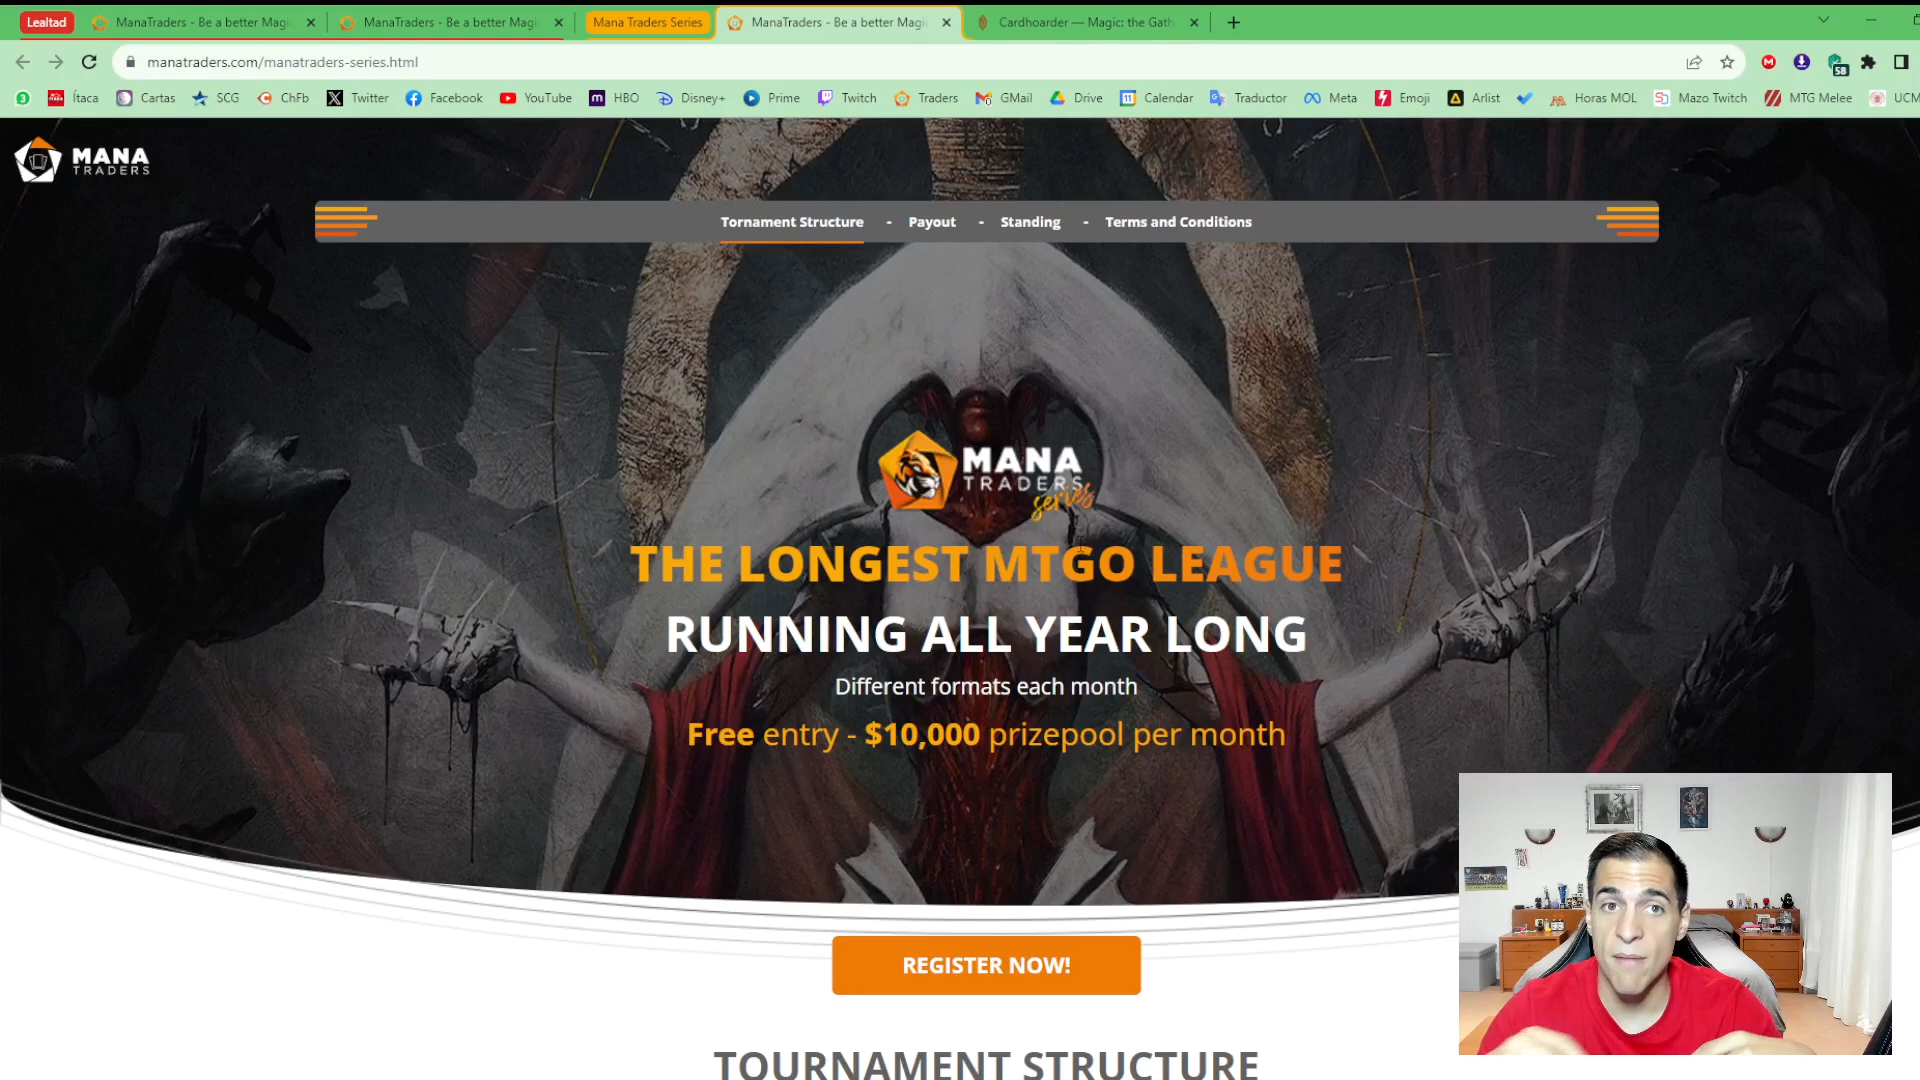 Lealtad
ManaTraders - Be a better Magi
ManaTraders - Be a better Magi
Mana Traders Series
ManaTraders - Be a better Magi
Cardhoarder — Magic: the Gath
manatraders.com/manatraders-series.html
58
3
Ítaca
Cartas
SCG
ChFb
Twitter
Facebook
YouTube
HBO
Disney+
Prime
Twitch
Traders
GMail
Drive
11
Calendar
Traductor
Meta
Emoji
Arlist
Horas MOL
Mazo Twitch
MTG Melee
UCM
MANA
TRADERS
Tornament Structure - Payout - Standing - Terms and Conditions
MANA
TRADERS
series
THE LONGEST MTGO LEAGUE
RUNNING ALL YEAR LONG
Different formats each month
Free entry - $10,000 prizepool per month
REGISTER NOW!
TOURNAMENT STRUCTURE